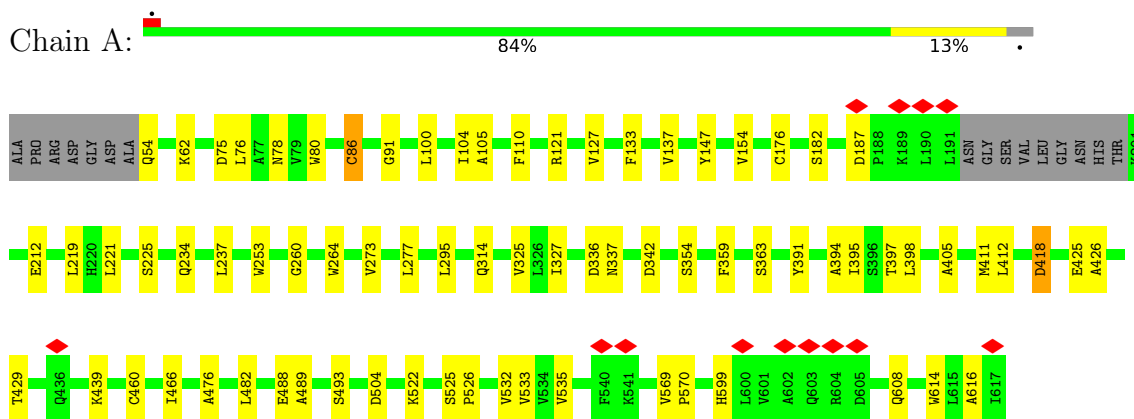 Chain A:
84% 13%
ALA PRO ARG ASP GLY ASP ALA Q54 K62 D75 L76 A77 N78 V79 W80 C86 G91 L100 I104 A105 F110 R121 V127 F133 V137 Y147 V154 C176 S182 D187 P188 K189 L190 L191 ASN GLY SER VAL LEU GLY ASN HIS THR
E212 L219 H220 L221 S225 Q234 L237 W253 G260 W264 V273 L277 L295 Q314 V325 L326 I327 D336 N337 D342 S354 F359 S363 Y391 A394 I395 S396 T397 L398 A405 M411 L412 D418 E425 A426
T429 Q436 K439 C460 I466 A476 L482 E488 A489 S493 D504 K522 S525 P526 V532 V533 V534 V535 F540 K541 V569 P570 H599 L600 V601 A602 Q603 R604 D605 Q608 W614 L615 A616 I617